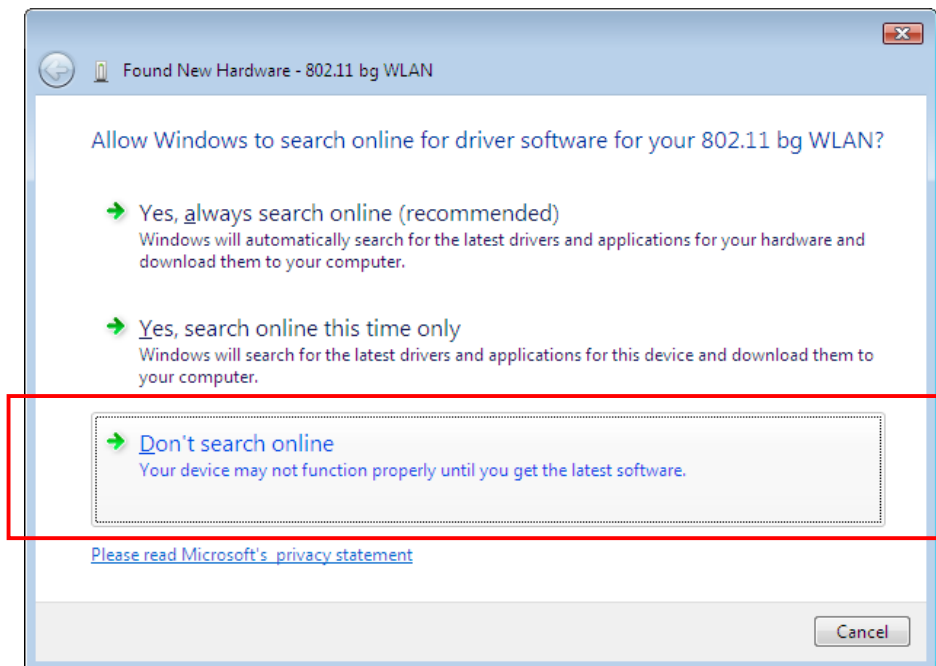 Found New Hardware - 802.11 bg WLAN
Allow Windows to search online for driver software for your 802.11 bg WLAN?
Yes, always search online (recommended)
Windows will automatically search for the latest drivers and applications for your hardware and
download them to your computer.
Yes, search online this time only
Windows will search for the latest drivers and applications for this device and download them to
your computer.
Don't search online
Your device may not function properly until you get the latest software.
Please read Microsoft's privacy statement
Cancel